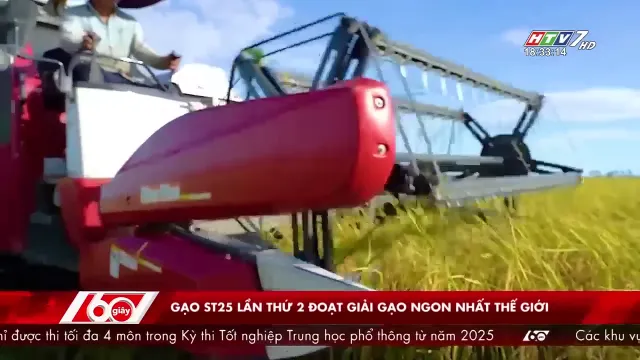 HTV7 HD
18:33:14
60 giây
GẠO ST25 LẦN THỨ 2 ĐOẠT GIẢI GẠO NGON NHẤT THẾ GIỚI
ỉ được thi tối đa 4 môn trong Kỳ thi Tốt nghiệp Trung học phổ thông từ năm 2025 60 Các khu v